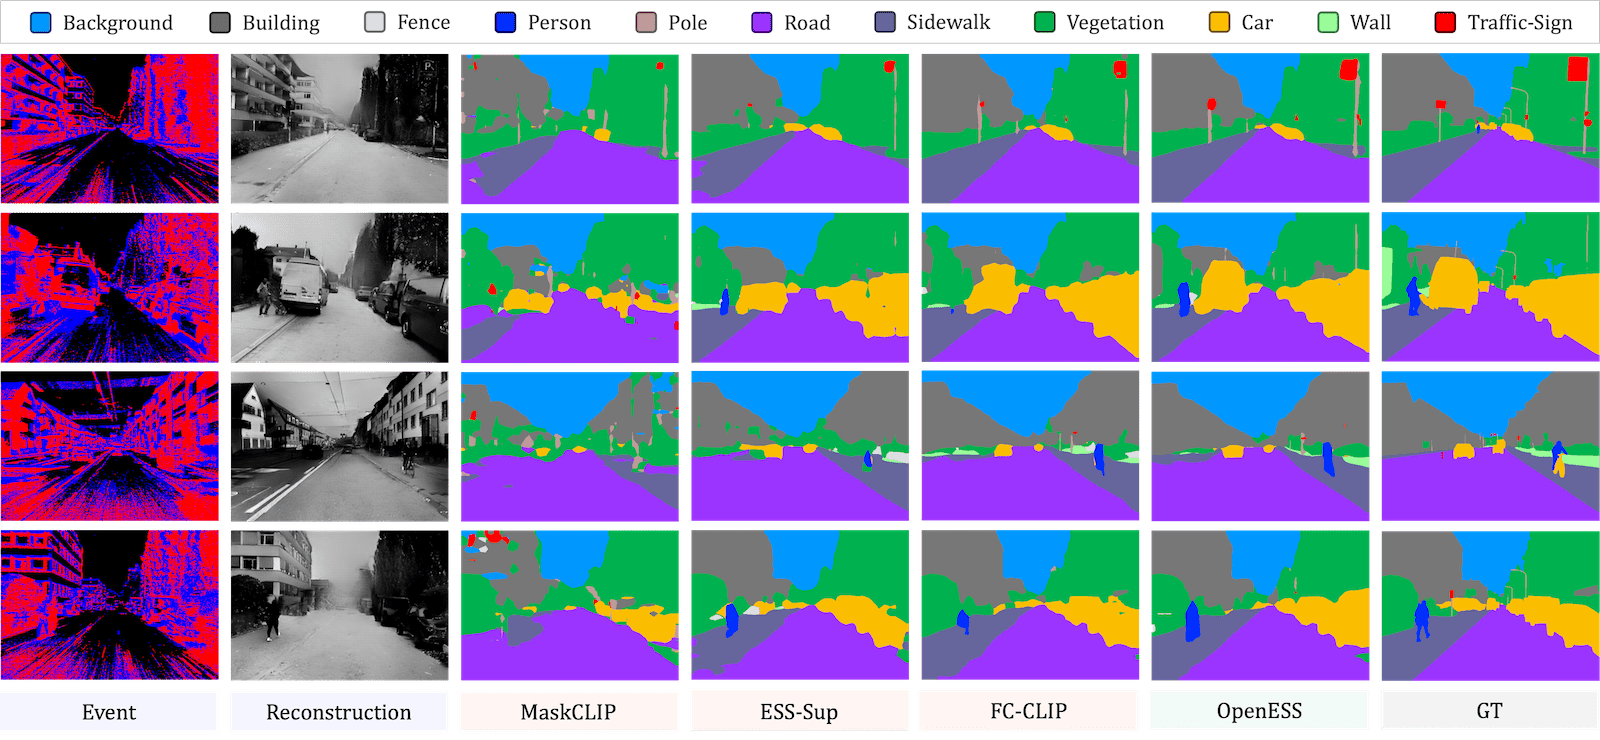 Background Building Fence Person Pole Road Sidewalk Vegetation Car Wall Traffic-Sign
P
Event Reconstruction MaskCLIP ESS-Sup FC-CLIP OpenESS GT